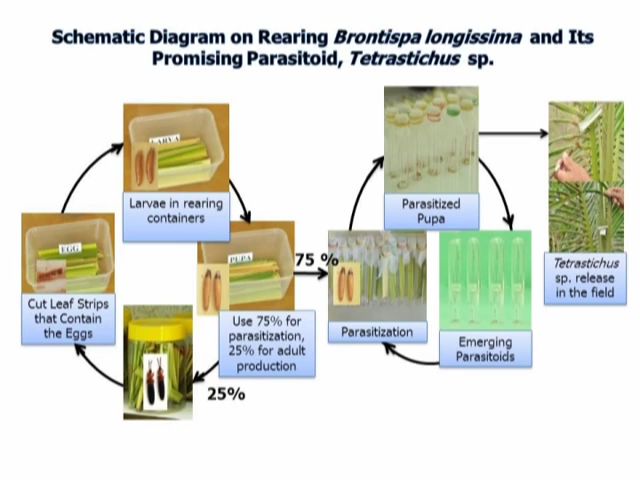 Schematic Diagram on Rearing Brontispa longissima and Its
Promising Parasitoid, Tetrastichus sp.
LARVA
Larvae in rearing
containers
EGG
Cut Leaf Strips
that Contain
the Eggs
PUPA
75 %
Use 75% for
parasitization,
25% for adult
production
25%
Parasitized
Pupa
Parasitization
Emerging
Parasitoids
Tetrastichus
sp. release
in the field